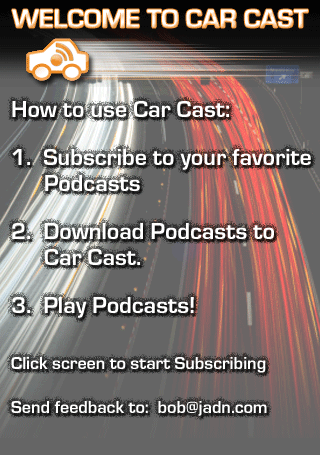 WELCOME TO CAR CAST
How to use Car Cast:
1. Subscribe to your favorite
Podcasts
2. Download Podcasts to
Car Cast.
3. Play Podcasts!
Click screen to start Subscribing
Send feedback to: bob@jadn.com